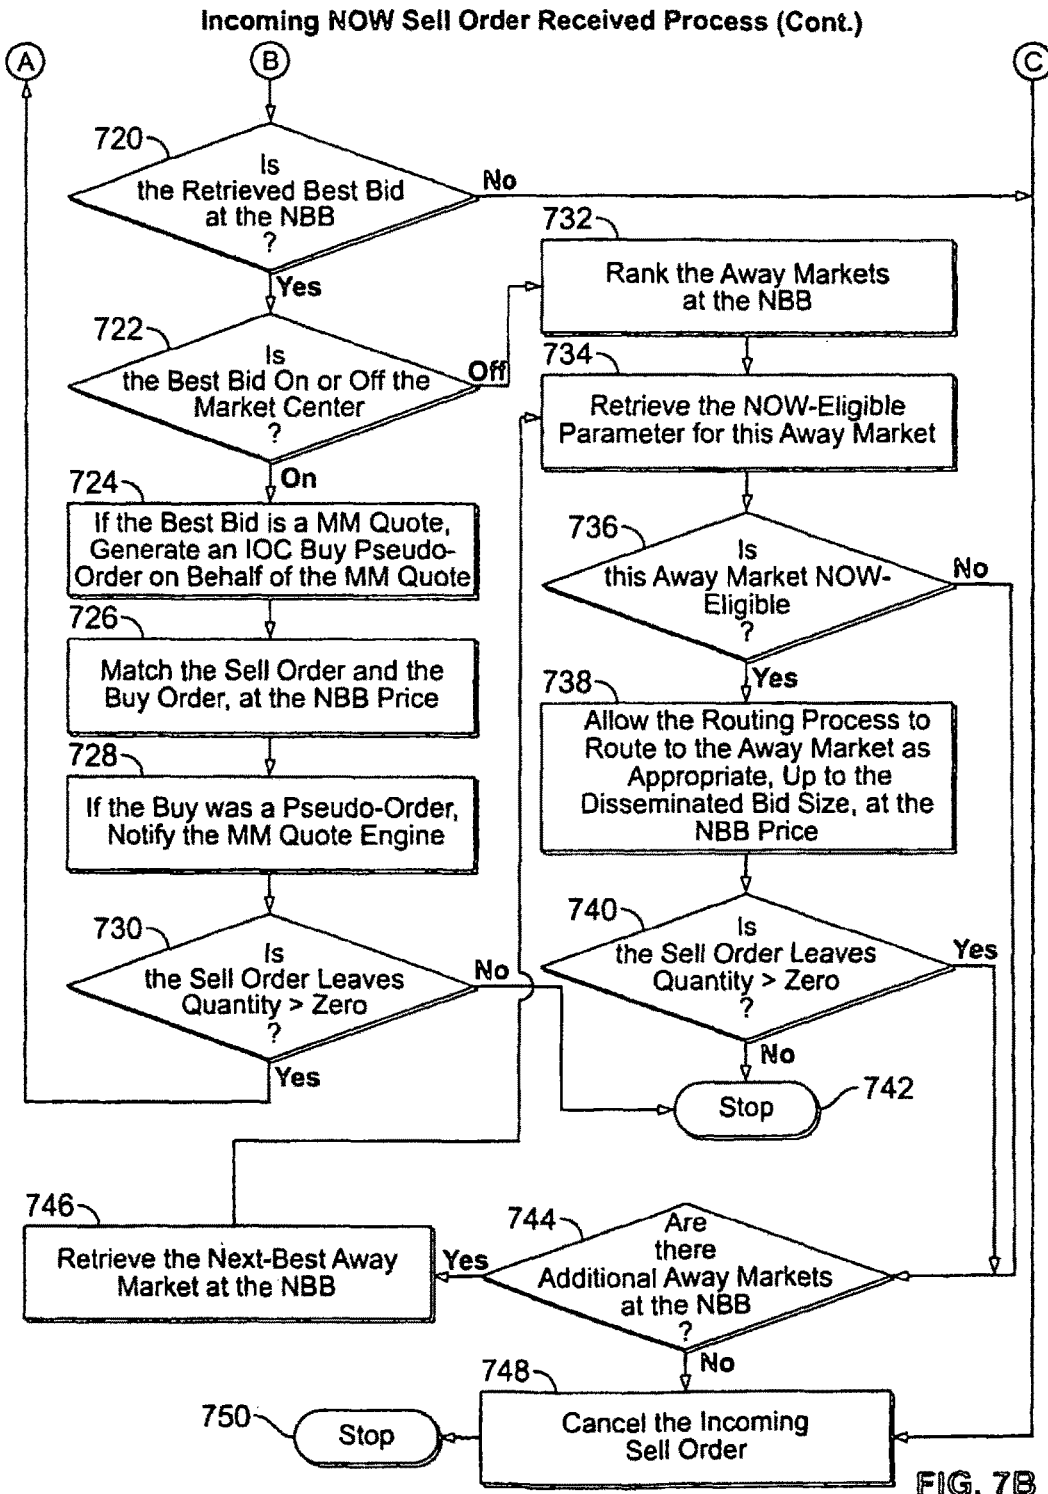 Incoming NOW Sell Order Received Process (Cont.)
A
B
C
720
Is
the Retrieved Best Bid
at the NBB
?
No
Yes
722
Is
the Best Bid On or Off the
Market Center
?
Off
On
724
If the Best Bid is a MM Quote,
Generate an IOC Buy Pseudo-
Order on Behalf of the MM Quote
726
Match the Sell Order and the
Buy Order, at the NBB Price
728
If the Buy was a Pseudo-Order,
Notify the MM Quote Engine
730
Is
the Sell Order Leaves
Quantity > Zero
?
No
Yes
732
Rank the Away Markets
at the NBB
734
Retrieve the NOW-Eligible
Parameter for this Away Market
736
Is
this Away Market NOW-
Eligible
?
No
Yes
738
Allow the Routing Process to
Route to the Away Market as
Appropriate, Up to the
Disseminated Bid Size, at the
NBB Price
740
Is
the Sell Order Leaves
Quantity > Zero
?
Yes
No
Stop
742
746
Retrieve the Next-Best Away
Market at the NBB
Yes
744
Are
there
Additional Away Markets
at the NBB
?
No
748
Cancel the Incoming
Sell Order
750
Stop
FIG. 7B